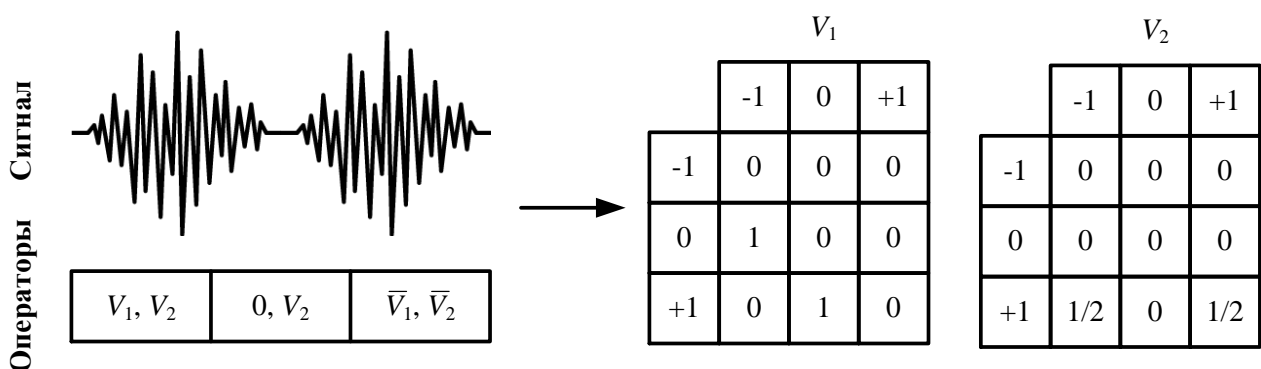 Сигнал
Операторы
V₁, V₂
0, V₂
V̅₁, V̅₂
V₁
-1 0 +1
-1 0 0 0
0 1 0 0
+1 0 1 0
V₂
-1 0 +1
-1 0 0 0
0 0 0 0
+1 1/2 0 1/2